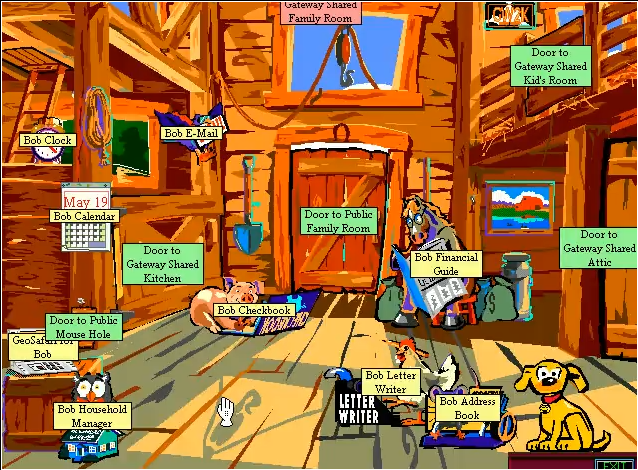 Gateway Shared
Family Room
Door to
Gateway Shared
Kid's Room
Bob Clock
Bob E-Mail
May 19
Bob Calendar
Door to Public
Family Room
Door to
Gateway Shared
Attic
Door to
Gateway Shared
Kitchen
Bob Financial
Guide
Bob Checkbook
Door to Public
Mouse Hole
GeoSafari for
Bob
Bob Letter
Writer
LETTER
WRITER
Bob Address
Book
Bob Household
Manager
EXIT